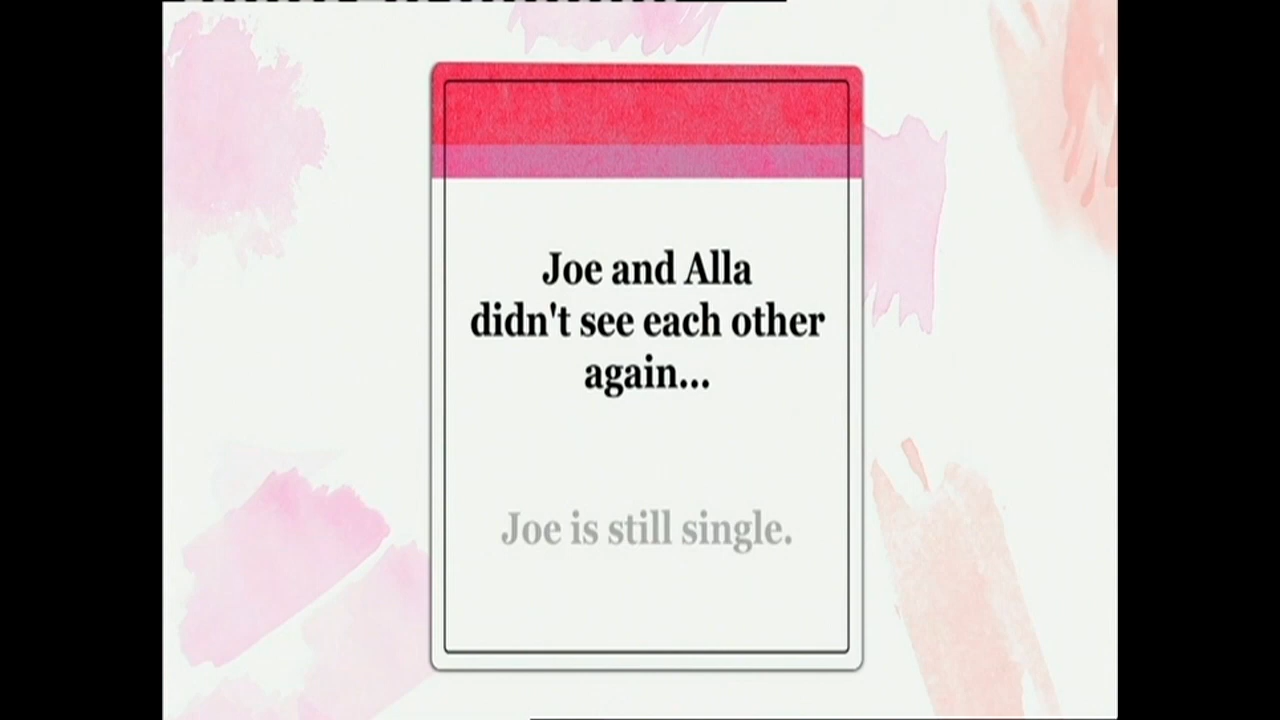 Joe and Alla
didn't see each other
again...
Joe is still single.